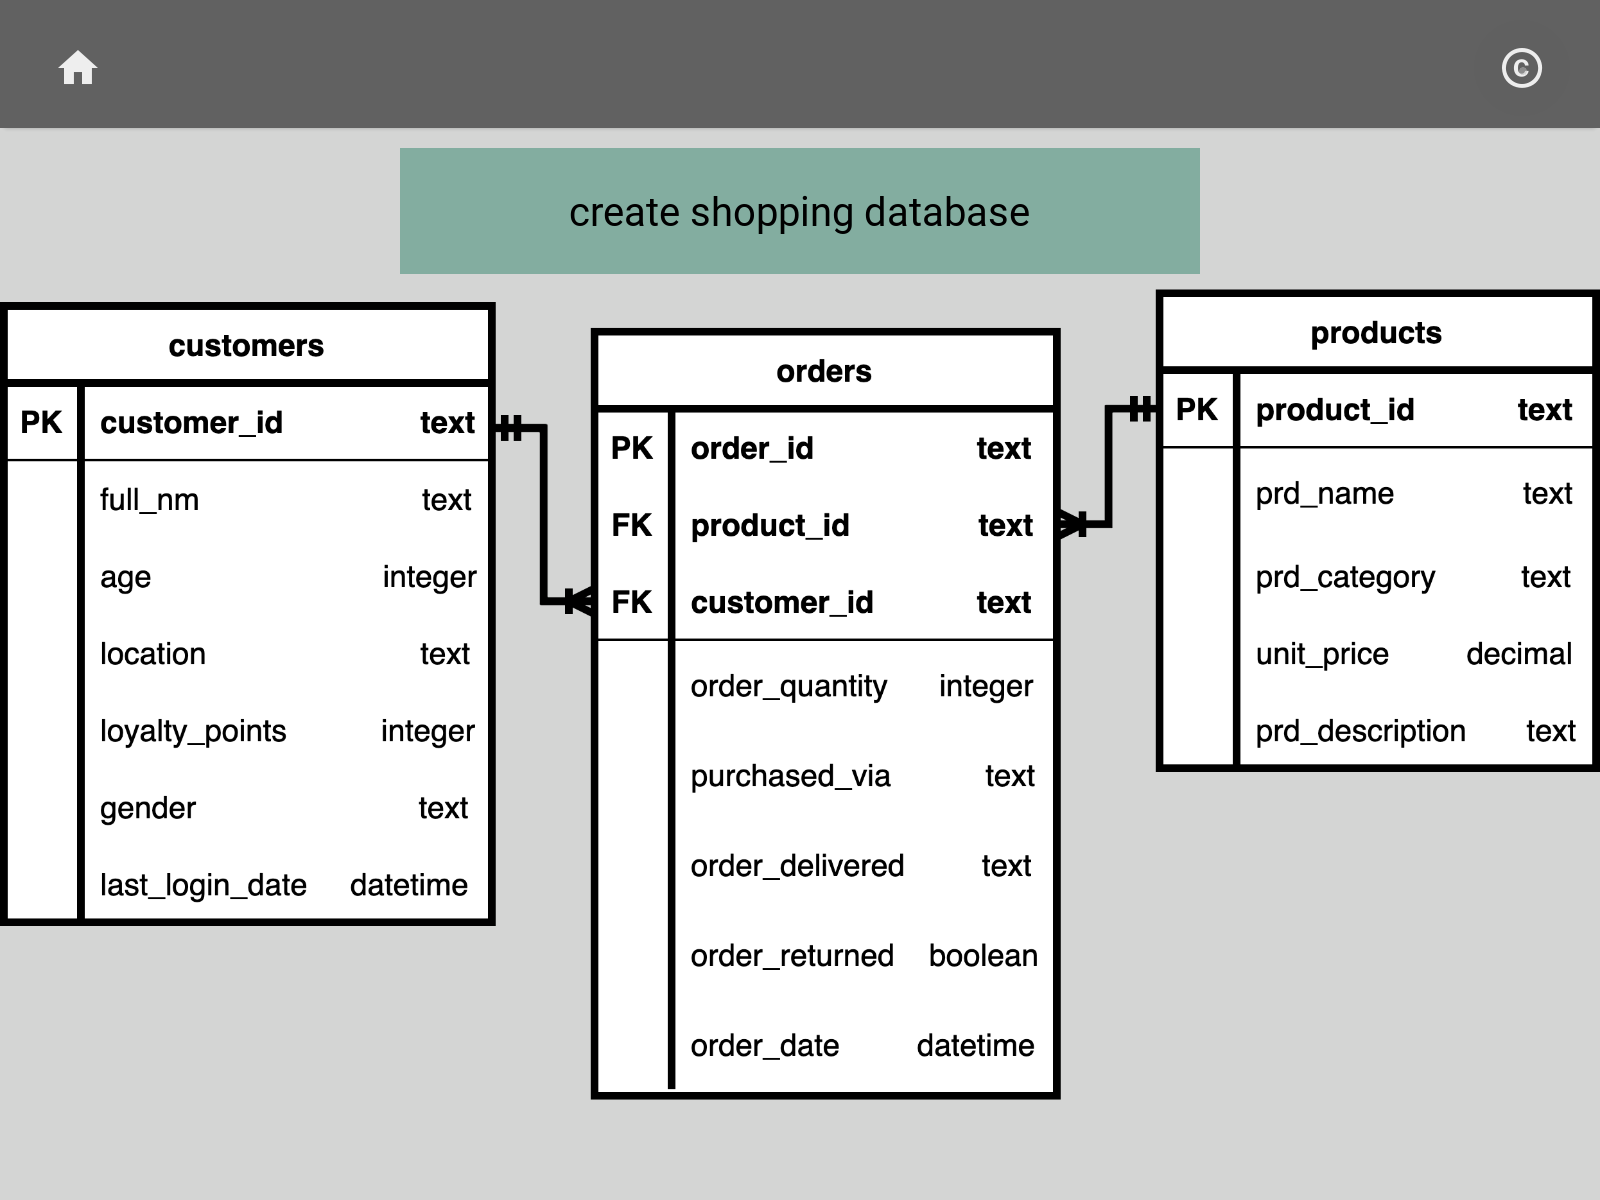 create shopping database
customers
PK customer_id text
full_nm text
age integer
location text
loyalty_points integer
gender text
last_login_date datetime
orders
PK order_id text
FK product_id text
FK customer_id text
order_quantity integer
purchased_via text
order_delivered text
order_returned boolean
order_date datetime
products
PK product_id text
prd_name text
prd_category text
unit_price decimal
prd_description text